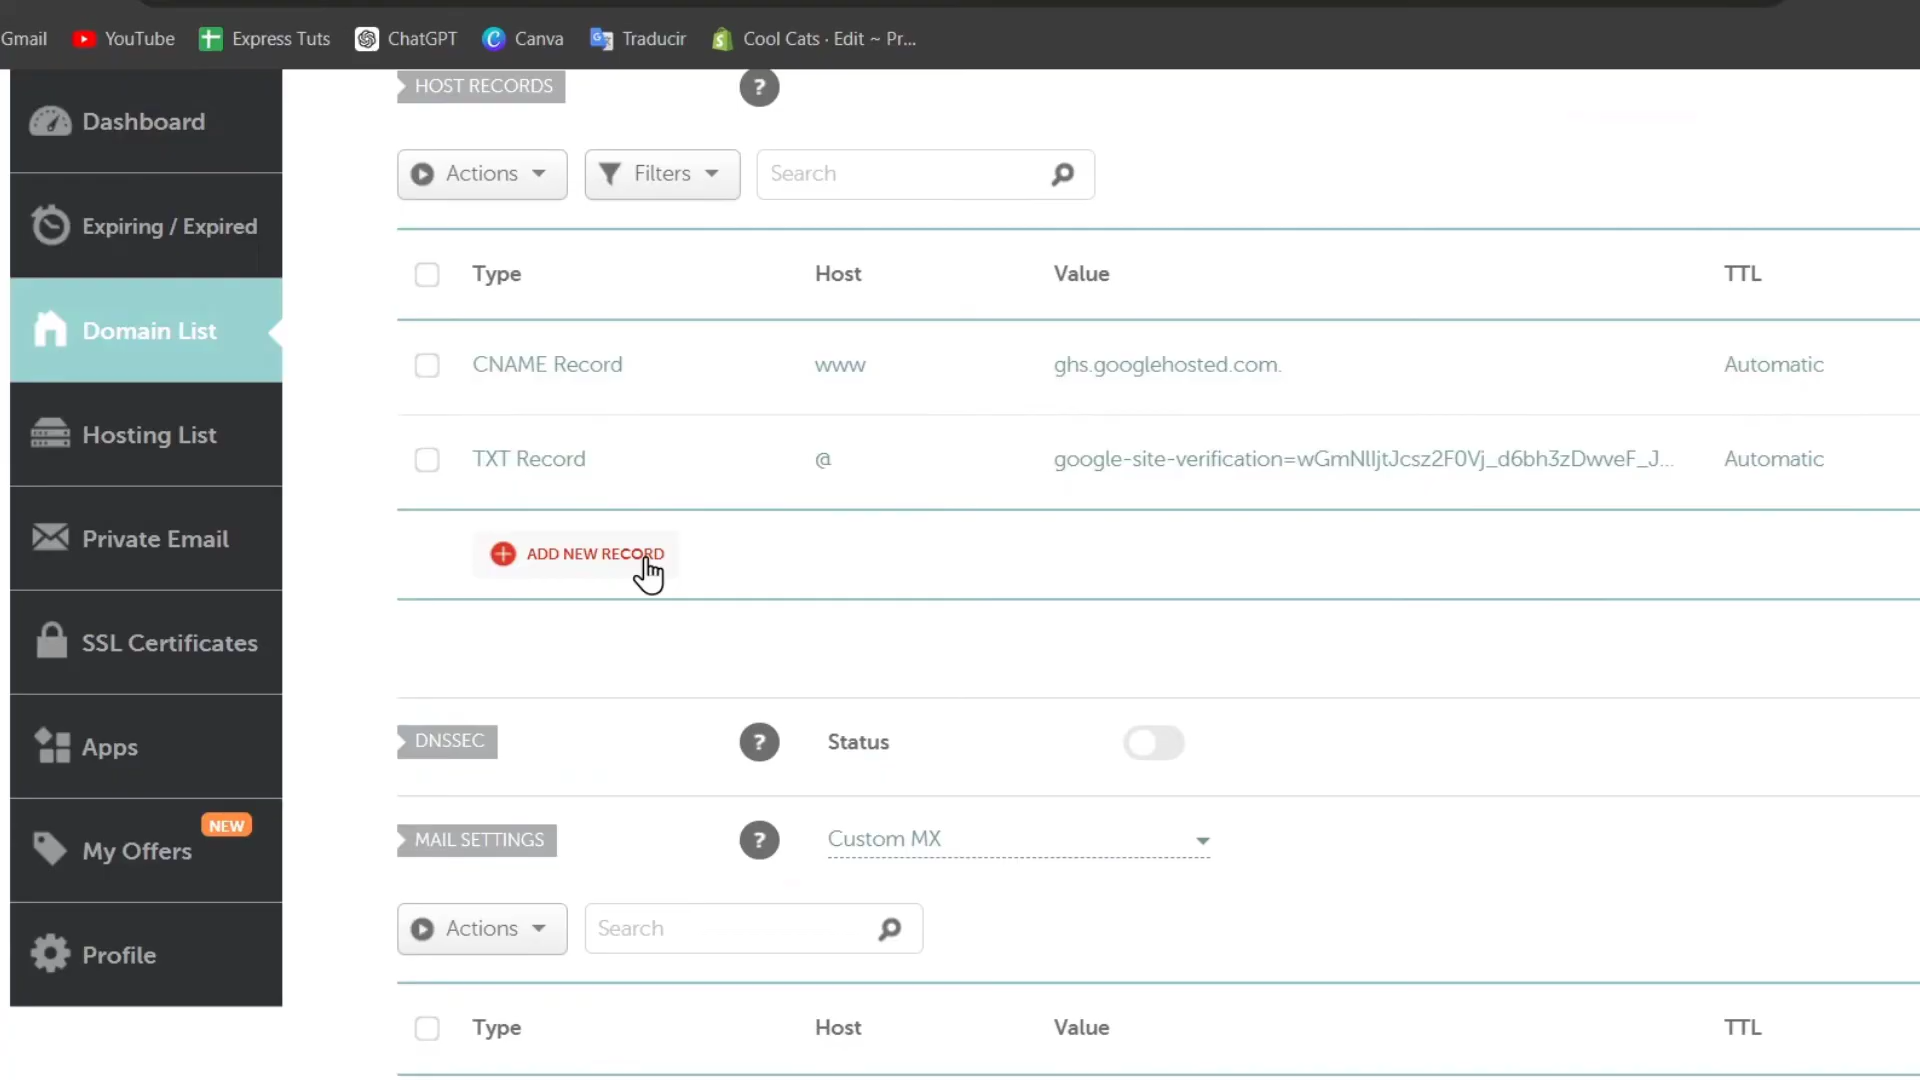 Gmail YouTube Express Tuts ChatGPT Canva Traducir Cool Cats · Edit ~ Pr...
HOST RECORDS ?
Dashboard
Actions Filters Search
Expiring / Expired
Type Host Value TTL
Domain List
CNAME Record www ghs.googlehosted.com. Automatic
Hosting List
TXT Record @ google-site-verification=wGmNlIjtJcsz2F0Vj_d6bh3zDwveF_J... Automatic
Private Email
ADD NEW RECORD
SSL Certificates
Apps
DNSSEC ? Status
NEW
My Offers
MAIL SETTINGS ? Custom MX
Actions Search
Profile
Type Host Value TTL